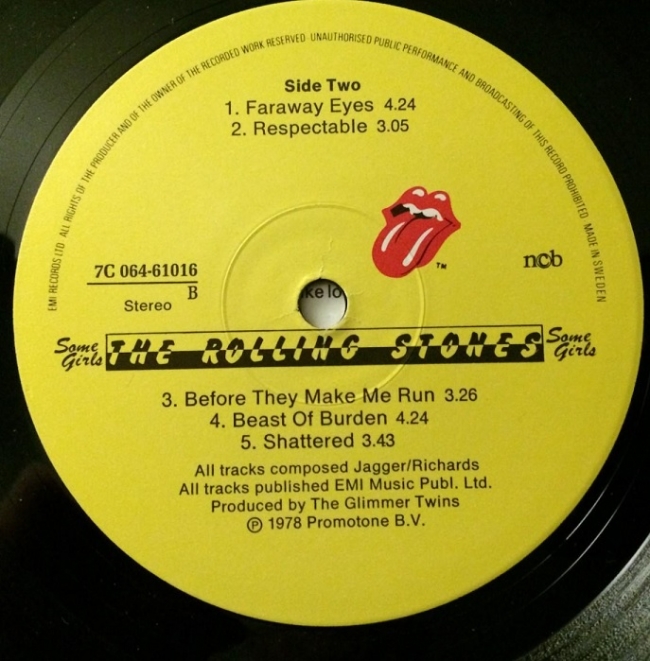 EMI RECORDS LTD ALL RIGHTS OF THE PRODUCER AND OF THE OWNER OF THE RECORDED WORK RESERVED · UNAUTHORISED PUBLIC PERFORMANCE AND BROADCASTING OF THIS RECORD PROHIBITED. MADE IN SWEDEN
Side Two
1. Faraway Eyes 4.24
2. Respectable 3.05
TM
7C 064-61016
B
Stereo
ncb
ke lo
Some Girls
THE ROLLING STONES
Some Girls
3. Before They Make Me Run 3.26
4. Beast Of Burden 4.24
5. Shattered 3.43
All tracks composed Jagger/Richards
All tracks published EMI Music Publ. Ltd.
Produced by The Glimmer Twins
℗ 1978 Promotone B.V.